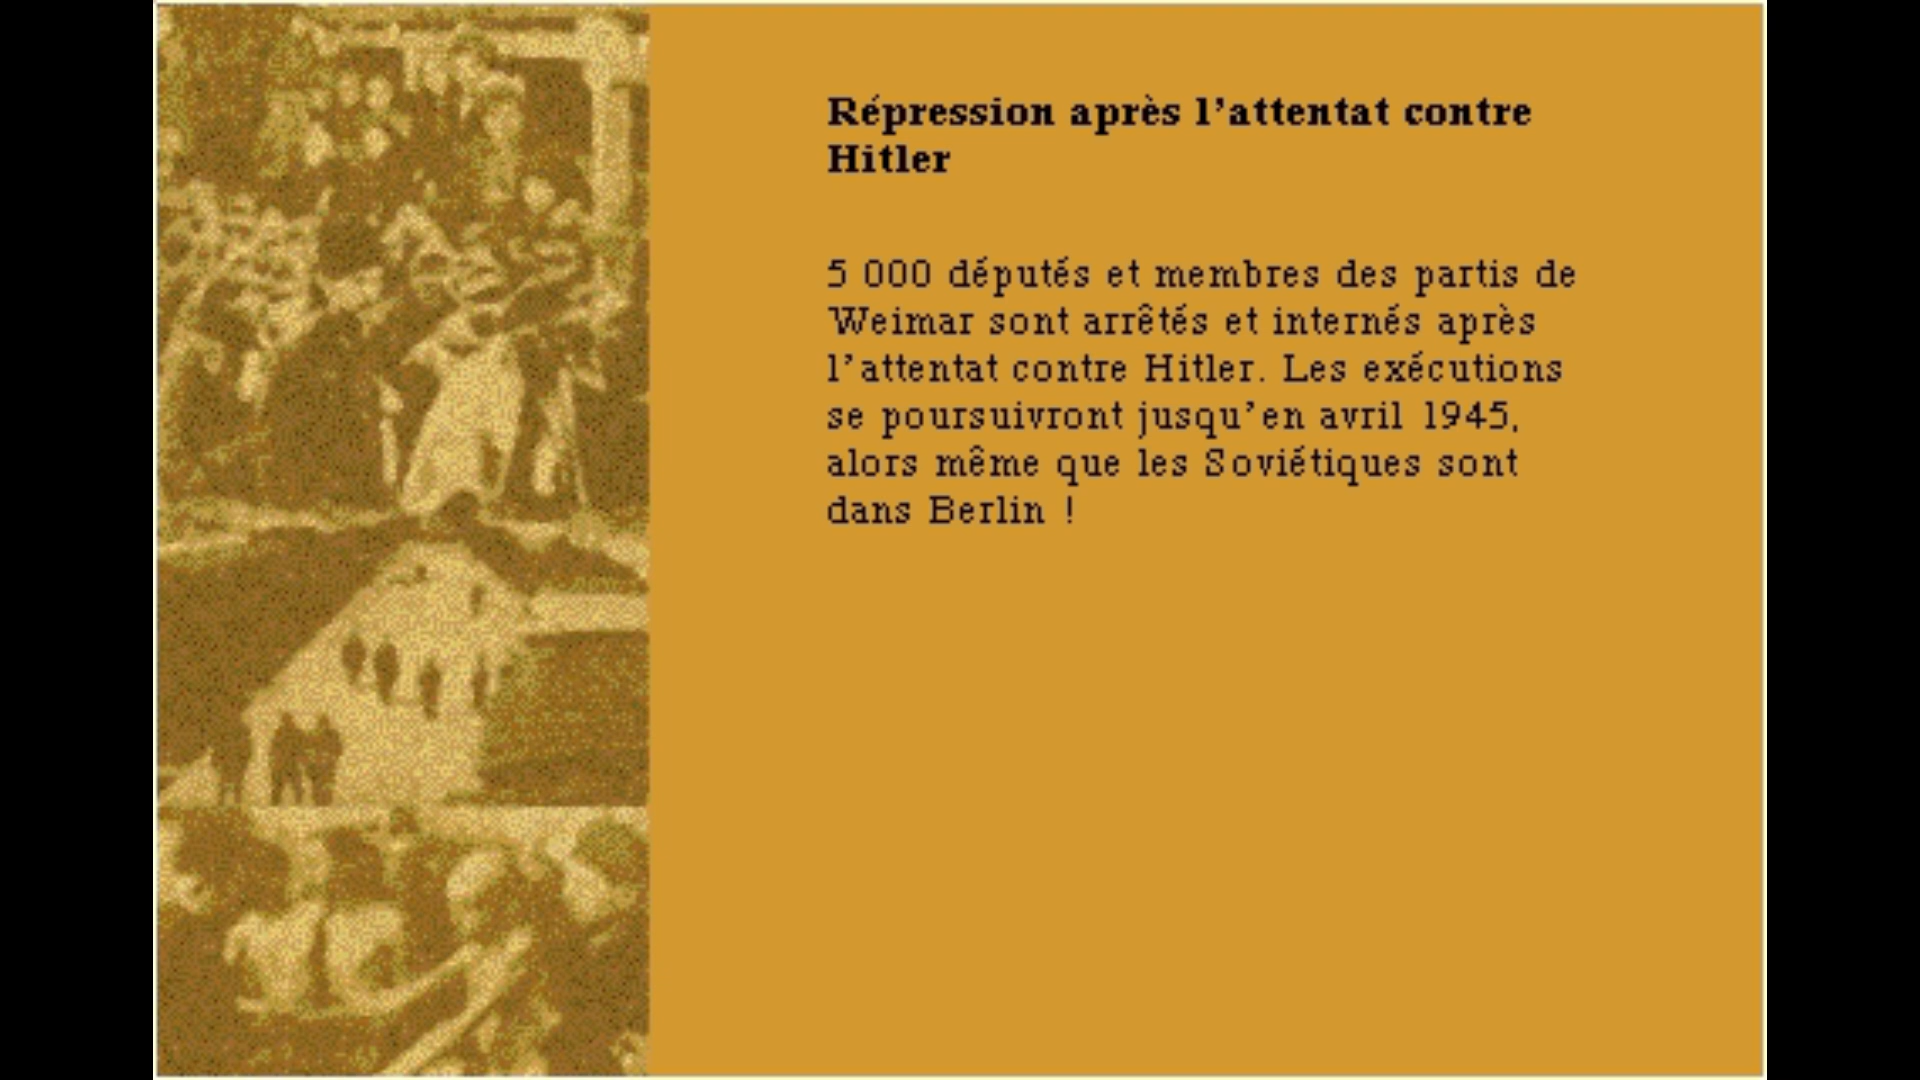 Répression après l’attentat contre
Hitler
5 000 députés et membres des partis de
Weimar sont arrêtés et internés après
l’attentat contre Hitler. Les exécutions
se poursuivront jusqu’en avril 1945,
alors même que les Soviétiques sont
dans Berlin !